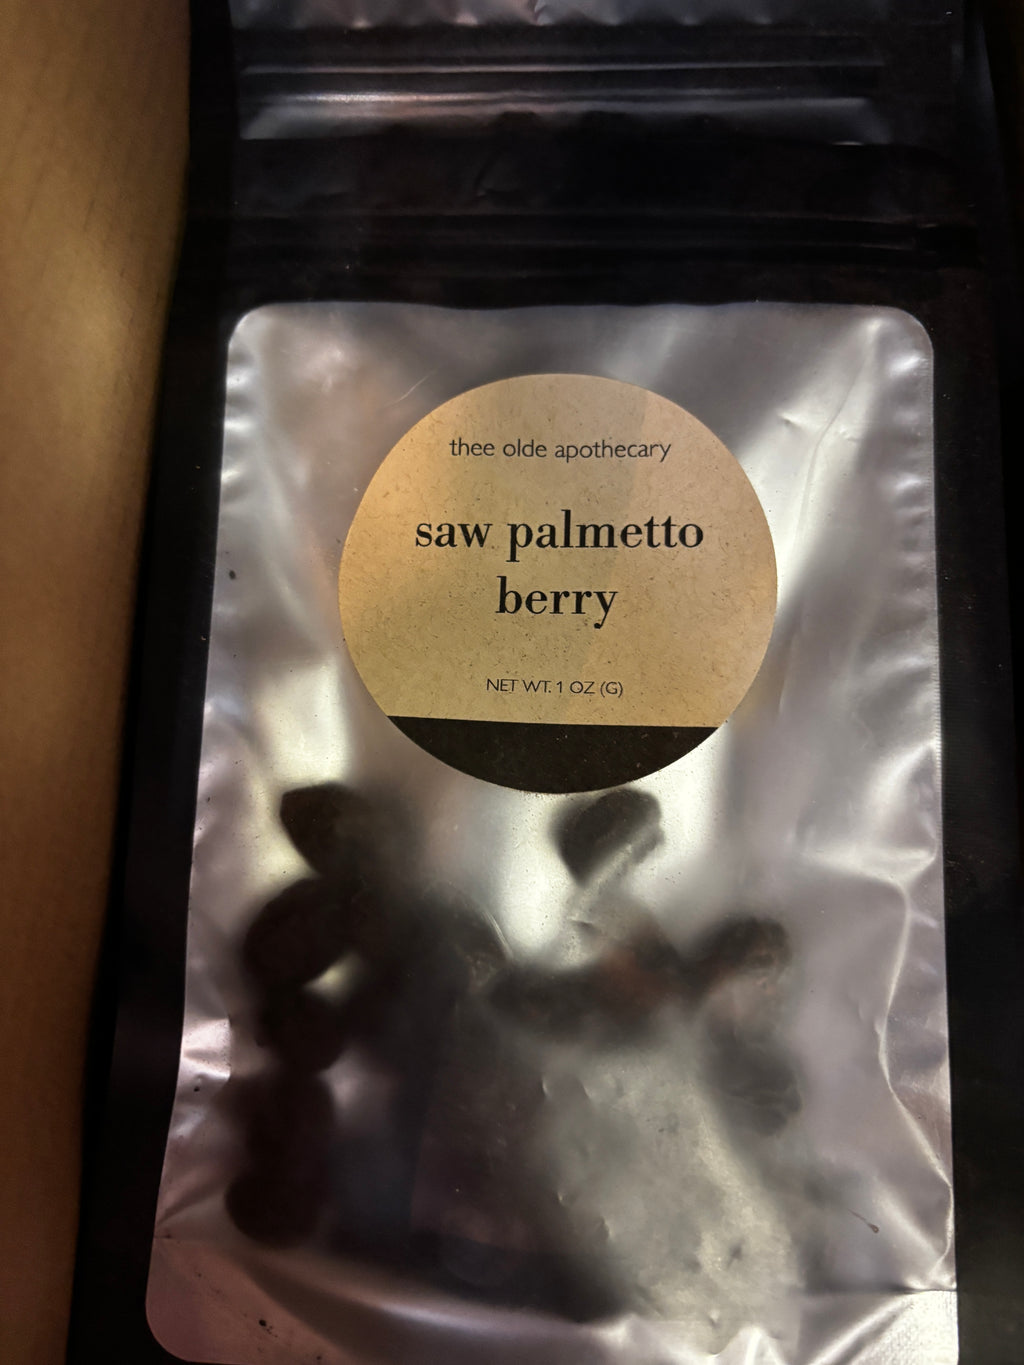 thee olde apothecary
saw palmetto
berry
NET WT. 1 OZ (G)